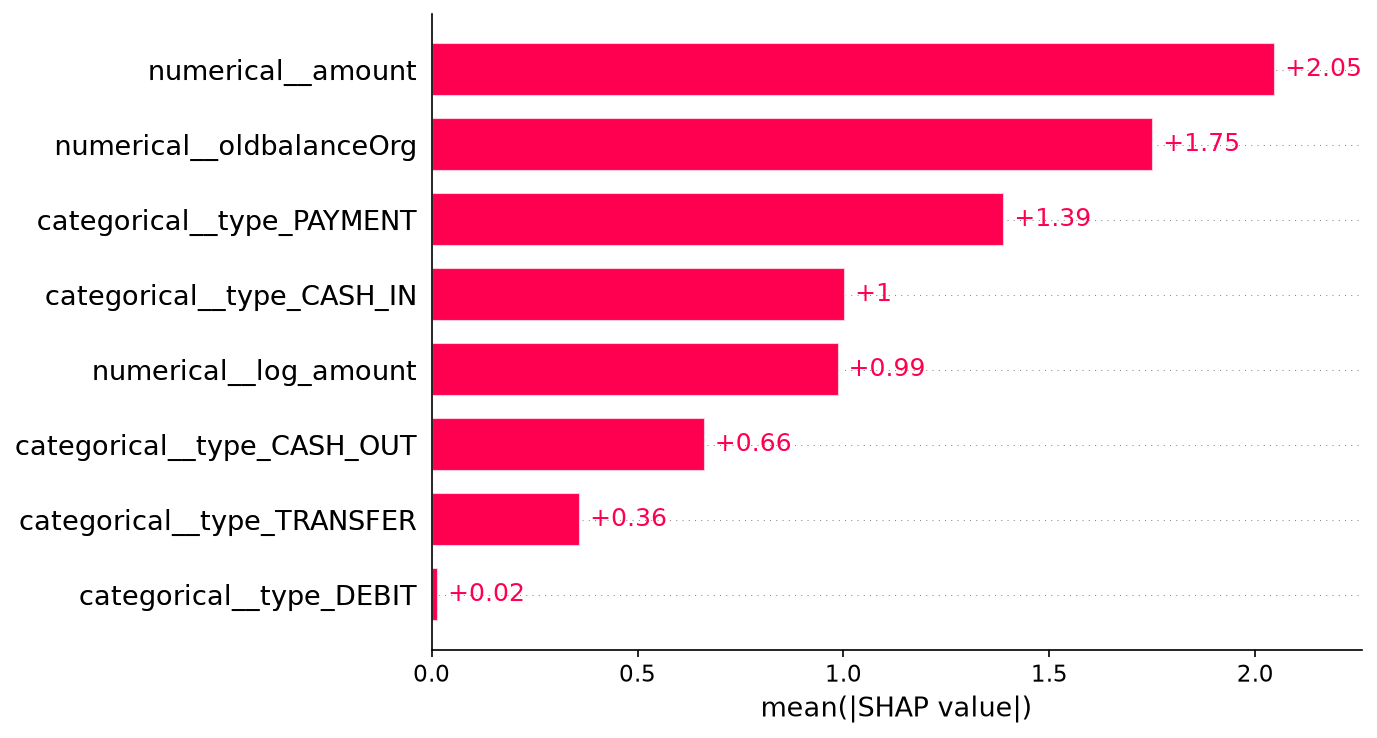 numerical__amount +2.05
numerical__oldbalanceOrg +1.75
categorical__type_PAYMENT +1.39
categorical__type_CASH_IN +1
numerical__log_amount +0.99
categorical__type_CASH_OUT +0.66
categorical__type_TRANSFER +0.36
categorical__type_DEBIT +0.02
0.0 0.5 1.0 1.5 2.0
mean(|SHAP value|)